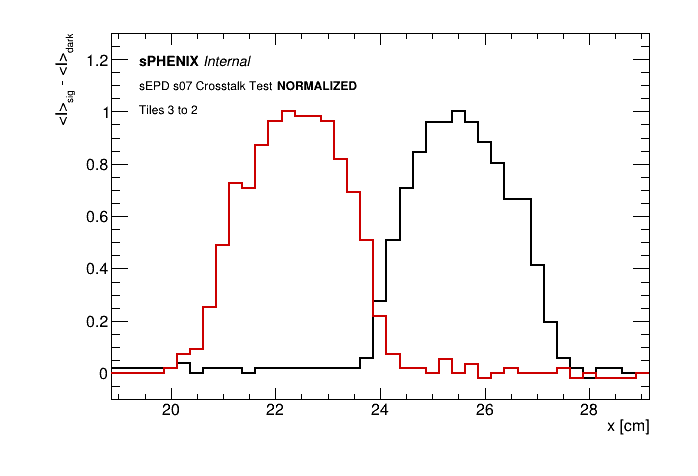 <I>sig - <I>dark
sPHENIX Internal
sEPD s07 Crosstalk Test NORMALIZED
Tiles 3 to 2
1.2
1
0.8
0.6
0.4
0.2
0
20 22 24 26 28
x [cm]